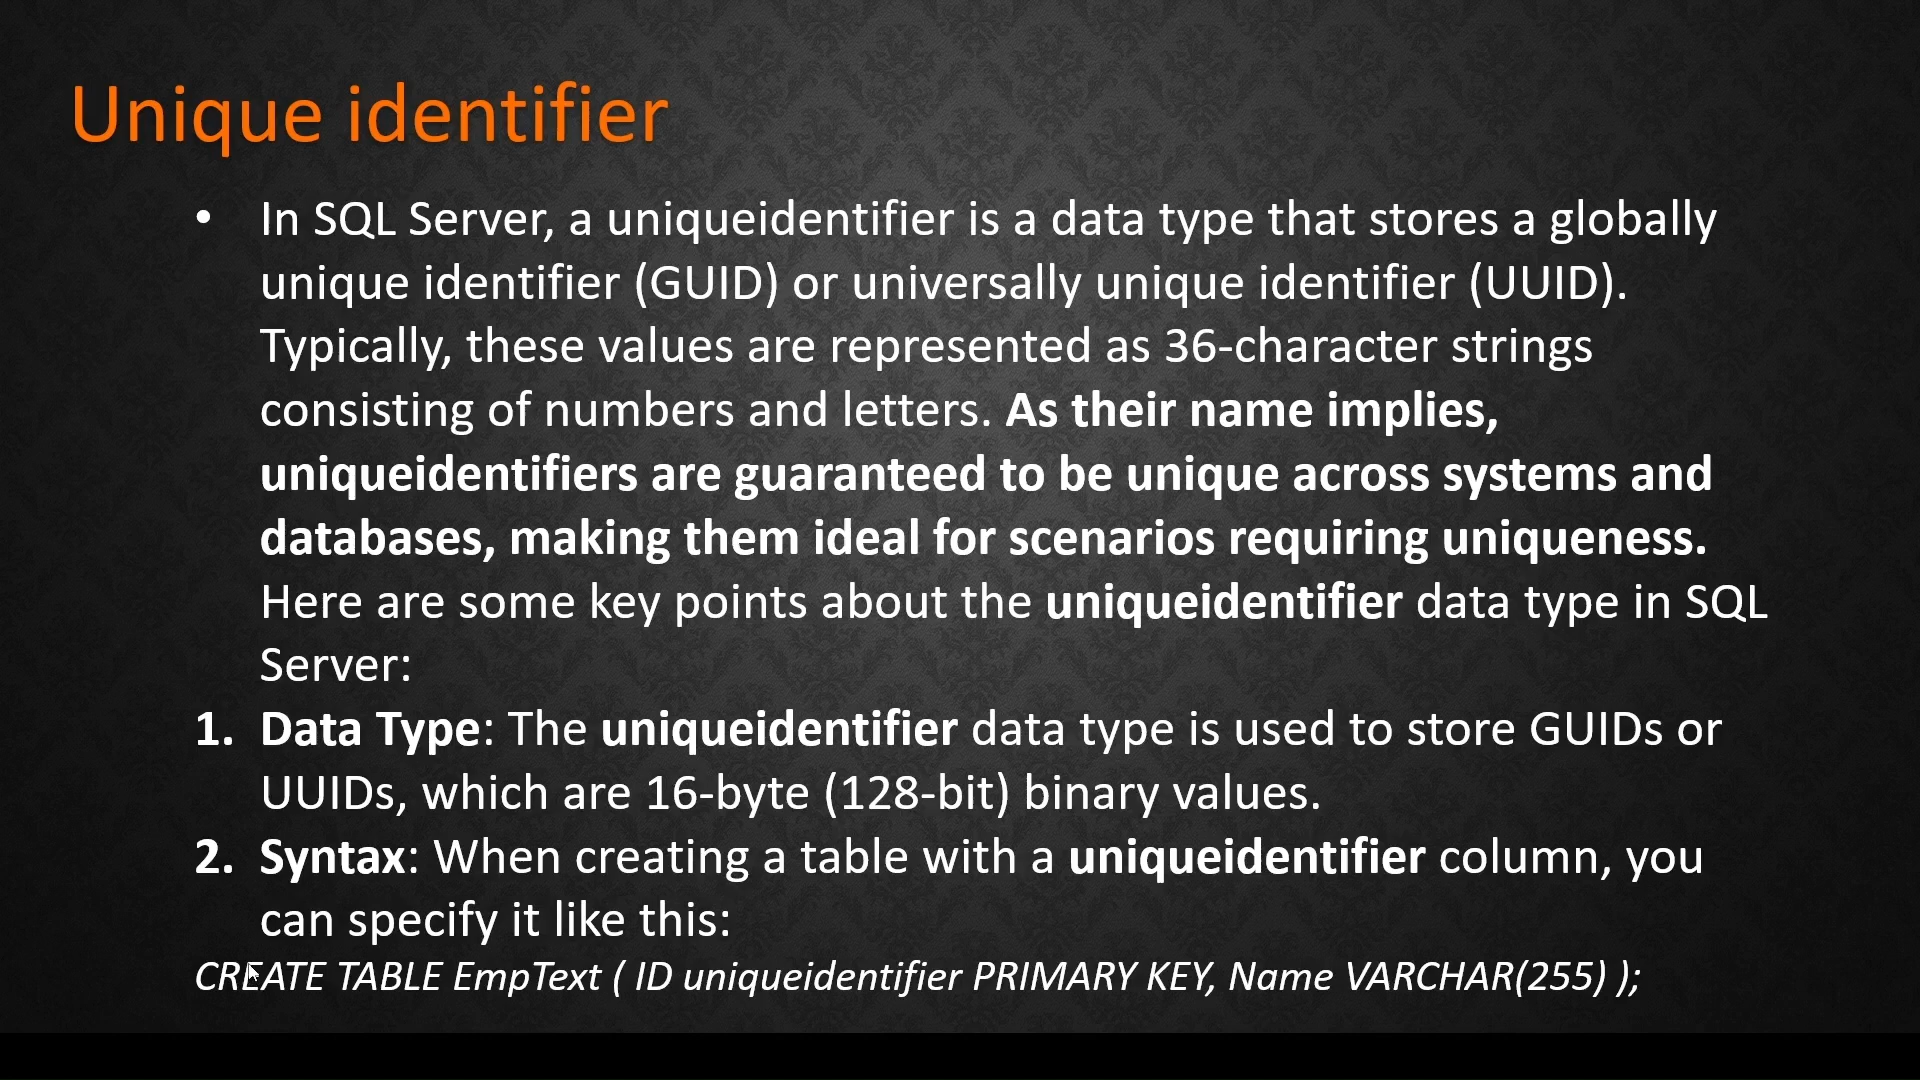 Unique identifier
• In SQL Server, a uniqueidentifier is a data type that stores a globally
unique identifier (GUID) or universally unique identifier (UUID).
Typically, these values are represented as 36-character strings
consisting of numbers and letters. As their name implies,
uniqueidentifiers are guaranteed to be unique across systems and
databases, making them ideal for scenarios requiring uniqueness.
Here are some key points about the uniqueidentifier data type in SQL
Server:
1. Data Type: The uniqueidentifier data type is used to store GUIDs or
UUIDs, which are 16-byte (128-bit) binary values.
2. Syntax: When creating a table with a uniqueidentifier column, you
can specify it like this:
CREATE TABLE EmpText ( ID uniqueidentifier PRIMARY KEY, Name VARCHAR(255) );